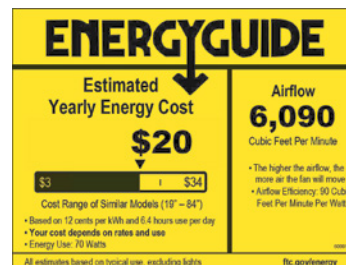 ENERGYGUIDE
Estimated
Yearly Energy Cost
$20
$3
$34
Cost Range of Similar Models (19" – 84")
• Based on 12 cents per kWh and 6.4 hours use per day
• Your cost depends on rates and use
• Energy Use: 70 Watts
All estimates based on typical use, excluding lights
Airflow
6,090
Cubic Feet Per Minute
• The higher the airflow, the
more air the fan will move
• Airflow Efficiency: 90 Cub
Feet Per Minute Per Wat
ftc.gov/energy